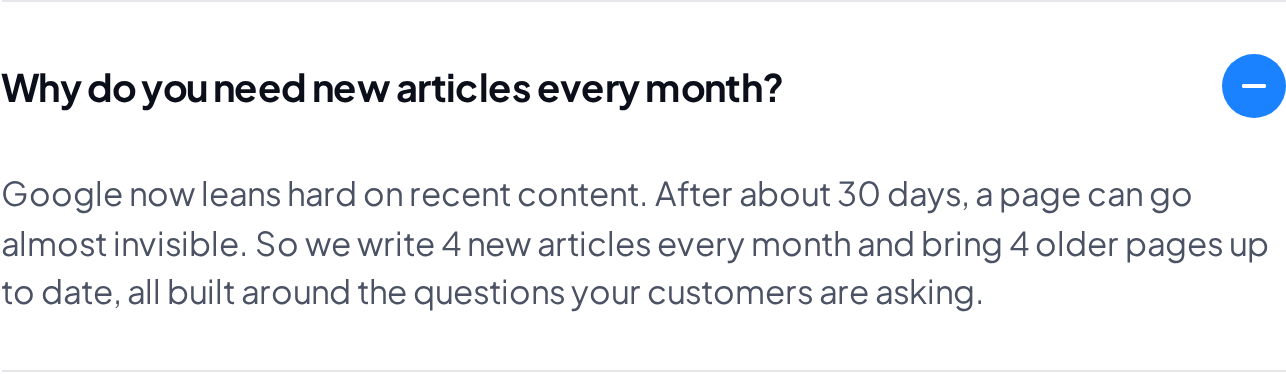 Why do you need new articles every month?
Google now leans hard on recent content. After about 30 days, a page can go
almost invisible. So we write 4 new articles every month and bring 4 older pages up
to date, all built around the questions your customers are asking.